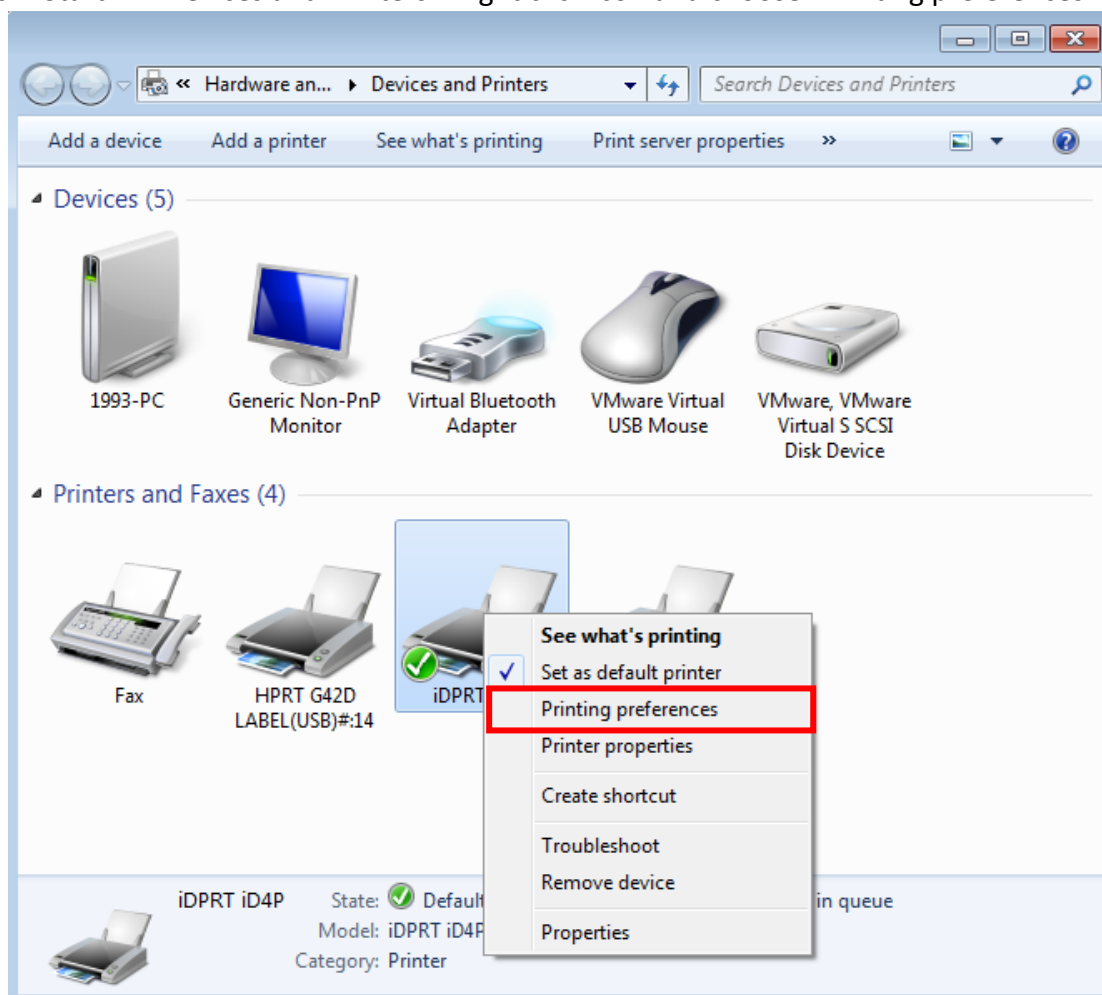 printing preferences
« Hardware an... ▸ Devices and Printers
Search Devices and Printers
Add a device Add a printer See what's printing Print server properties »
Devices (5)
1993-PC
Generic Non-PnP
Monitor
Virtual Bluetooth
Adapter
VMware Virtual
USB Mouse
VMware, VMware
Virtual S SCSI
Disk Device
Printers and Faxes (4)
Fax
HPRT G42D
LABEL(USB)#:14
iDPRT
See what's printing
Set as default printer
Printing preferences
Printer properties
Create shortcut
Troubleshoot
Remove device
Properties
iDPRT iD4P State: Default in queue
Model: iDPRT iD4P
Category: Printer